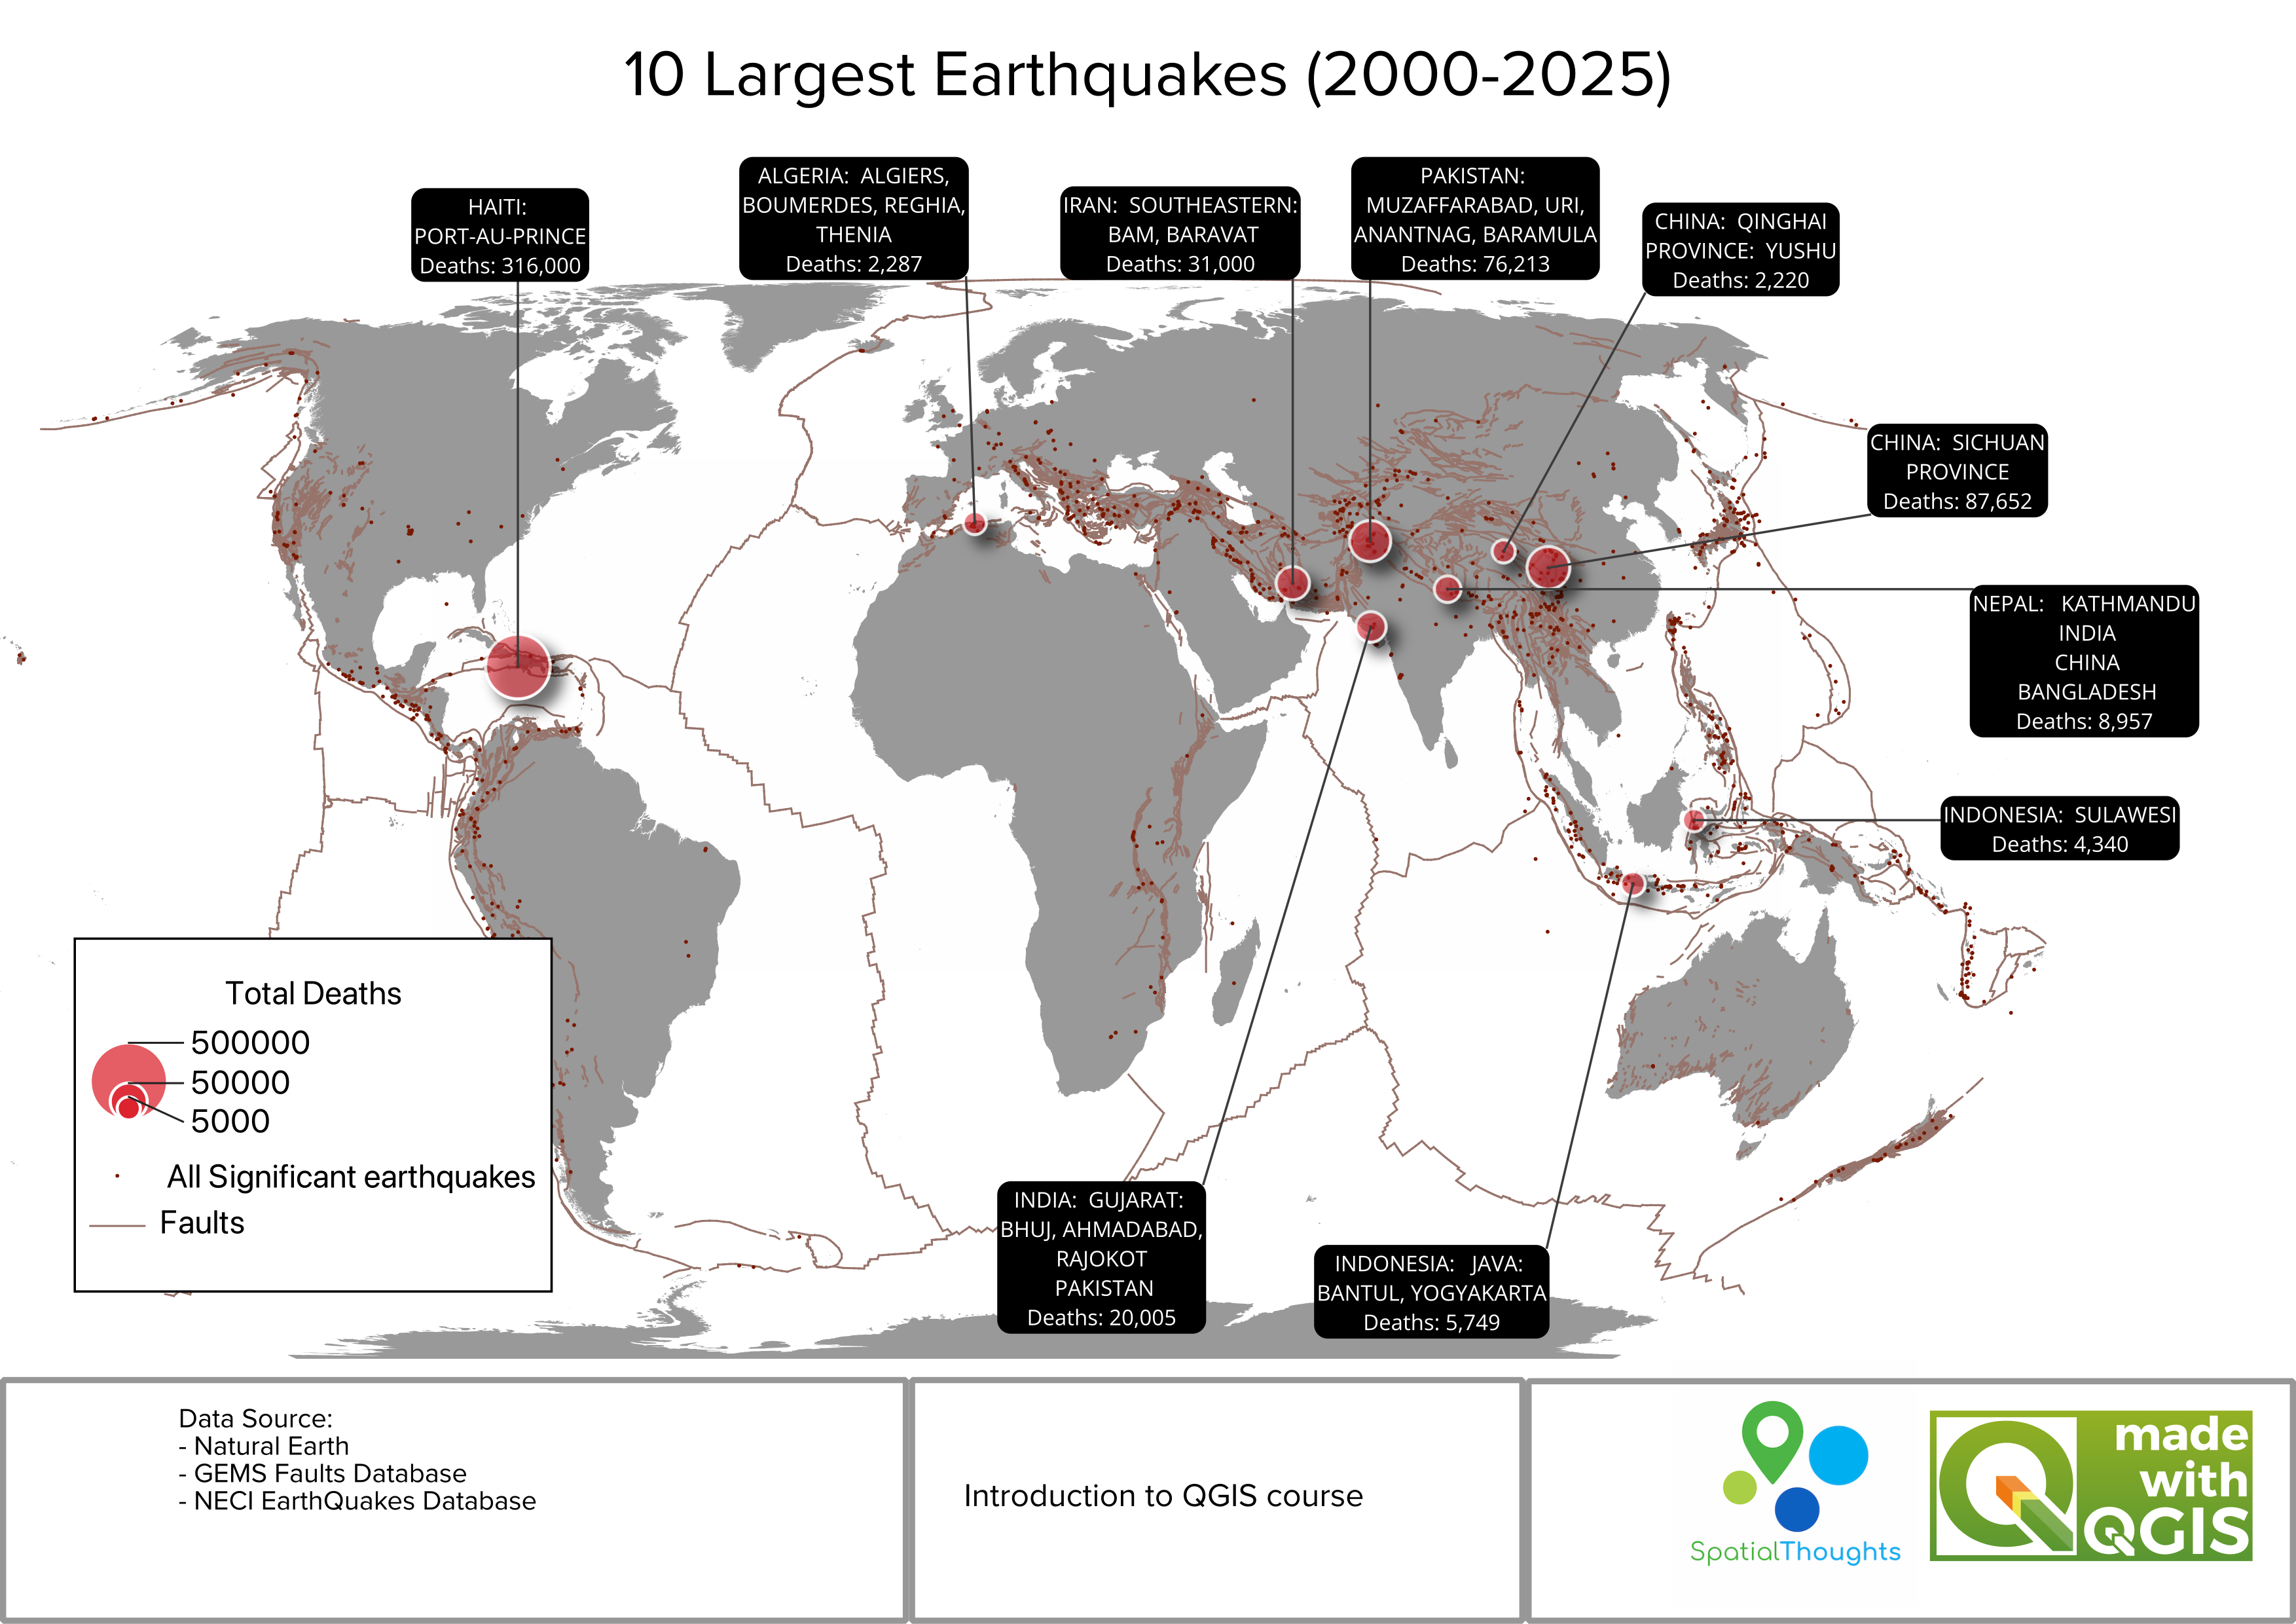 10 Largest Earthquakes (2000-2025)
HAITI:
PORT-AU-PRINCE
Deaths: 316,000
ALGERIA: ALGIERS,
BOUMERDES, REGHIA,
THENIA
Deaths: 2,287
IRAN: SOUTHEASTERN:
BAM, BARAVAT
Deaths: 31,000
PAKISTAN:
MUZAFFARABAD, URI,
ANANTNAG, BARAMULA
Deaths: 76,213
CHINA: QINGHAI
PROVINCE: YUSHU
Deaths: 2,220
CHINA: SICHUAN
PROVINCE
Deaths: 87,652
NEPAL: KATHMANDU
INDIA
CHINA
BANGLADESH
Deaths: 8,957
INDONESIA: SULAWESI
Deaths: 4,340
INDIA: GUJARAT:
BHUJ, AHMADABAD,
RAJOKOT
PAKISTAN
Deaths: 20,005
INDONESIA: JAVA:
BANTUL, YOGYAKARTA
Deaths: 5,749
Total Deaths
500000
50000
5000
All Significant earthquakes
Faults
Data Source:
- Natural Earth
- GEMS Faults Database
- NECI EarthQuakes Database
Introduction to QGIS course
SpatialThoughts
made
with
QGIS